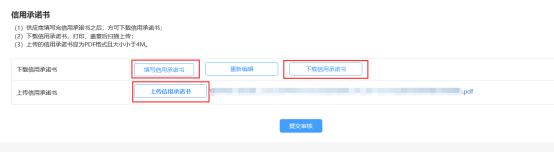 信用承诺书
(1) 供应商填写完信用承诺书之后，方可下载信用承诺书；
(2) 下载信用承诺书，打印、盖章后扫描上传；
(3) 上传的信用承诺书应为PDF格式且大小小于4M。
下载信用承诺书 填写信用承诺书 重新编辑 下载信用承诺书
上传信用承诺书 上传信用承诺书 .pdf
提交审核